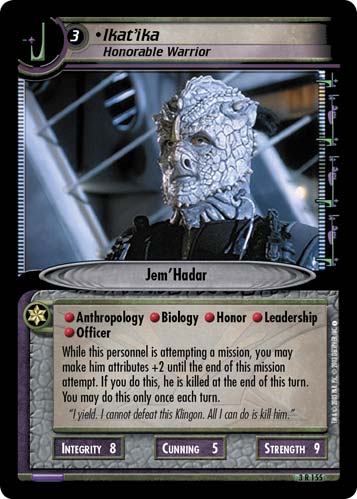 3 •Ikat'ika
Honorable Warrior
Jem'Hadar
Anthropology Biology Honor Leadership
Officer
While this personnel is attempting a mission, you may
make him attributes +2 until the end of this mission
attempt. If you do this, he is killed at the end of this turn.
You may do this only once each turn.
"I yield. I cannot defeat this Klingon. All I can do is kill him."
INTEGRITY 8 CUNNING 5 STRENGTH 9
3 R 155